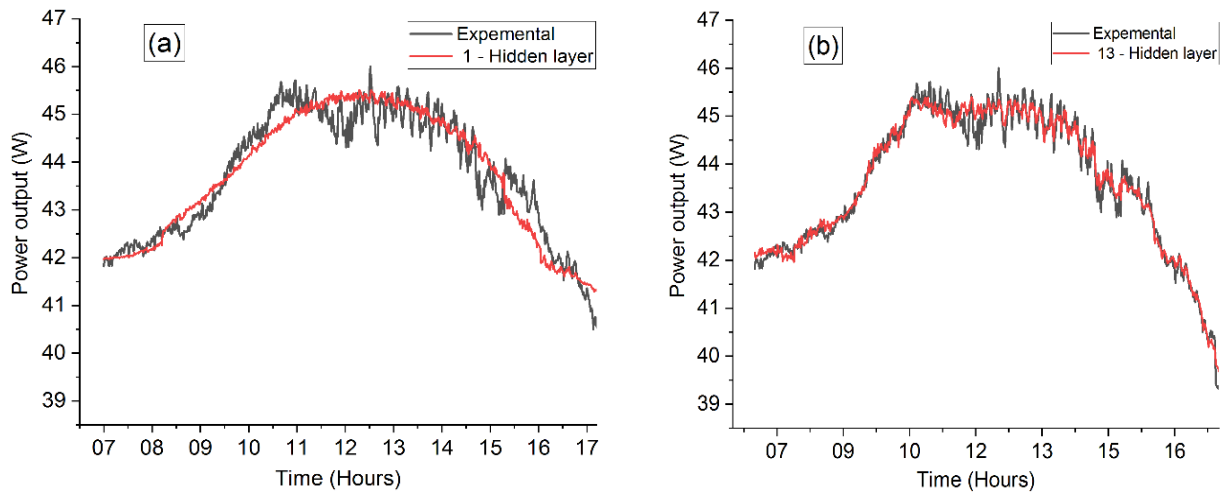 (a)
Expemental
1 - Hidden layer
Power output (W)
47
46
45
44
43
42
41
40
39
07 08 09 10 11 12 13 14 15 16 17
Time (Hours)
(b)
Expemental
13 - Hidden layer
Power output (W)
47
46
45
44
43
42
41
40
39
07 08 09 10 12 13 14 15 16
Time (Hours)